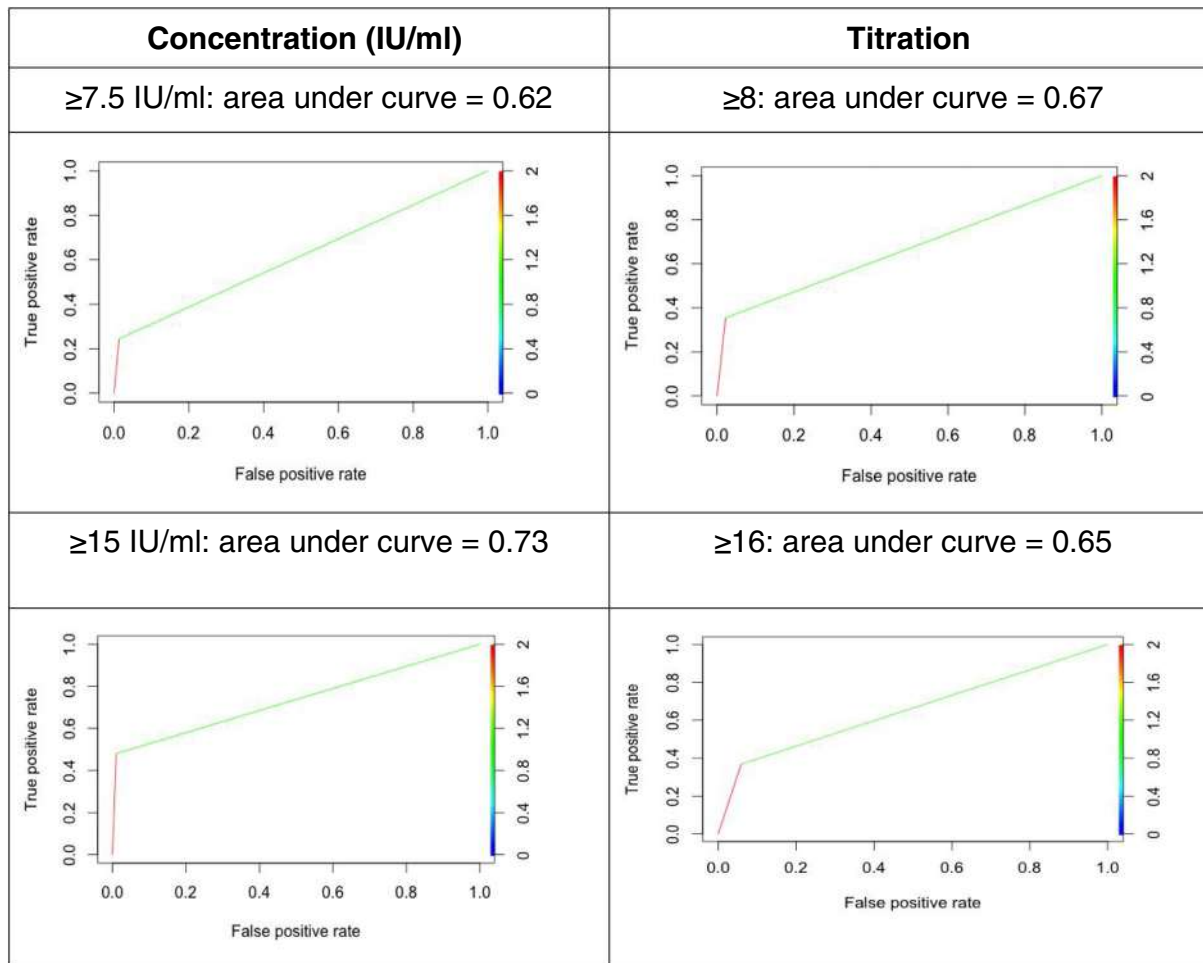 Concentration (IU/ml)
Titration
≥7.5 IU/ml: area under curve = 0.62
≥8: area under curve = 0.67
True positive rate
0.0 0.2 0.4 0.6 0.8 1.0
0 0.4 0.8 1.2 1.6 2
0.0 0.2 0.4 0.6 0.8 1.0
False positive rate
True positive rate
0.0 0.2 0.4 0.6 0.8 1.0
0 0.4 0.8 1.2 1.6 2
0.0 0.2 0.4 0.6 0.8 1.0
False positive rate
≥15 IU/ml: area under curve = 0.73
≥16: area under curve = 0.65
True positive rate
0.0 0.2 0.4 0.6 0.8 1.0
0 0.4 0.8 1.2 1.6 2
0.0 0.2 0.4 0.6 0.8 1.0
False positive rate
True positive rate
0.0 0.2 0.4 0.6 0.8 1.0
0 0.4 0.8 1.2 1.6 2
0.0 0.2 0.4 0.6 0.8 1.0
False positive rate